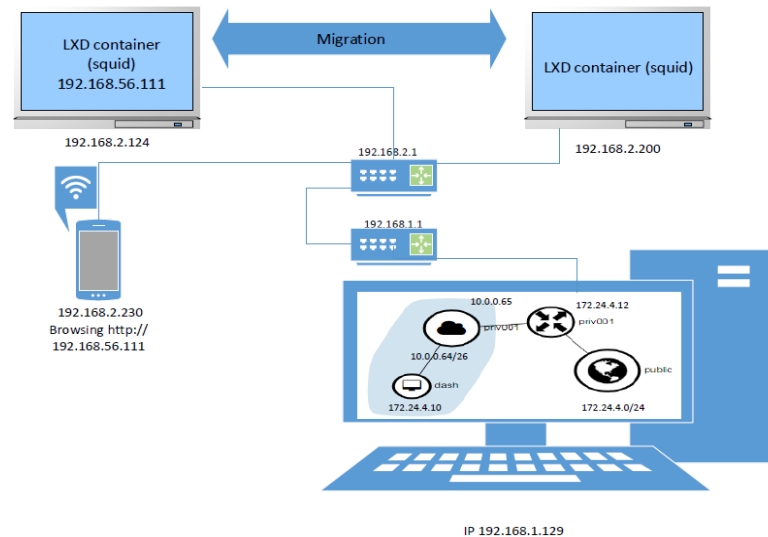 LXD container
(squid)
192.168.56.111
Migration
LXD container (squid)
192.168.2.124
192.168.2.1
192.168.2.200
192.168.1.1
192.168.2.230
Browsing http://
192.168.56.111
10.0.0.65
172.24.4.12
priv001
priv001
10.0.0.64/26
dash
public
172.24.4.10
172.24.4.0/24
IP 192.168.1.129